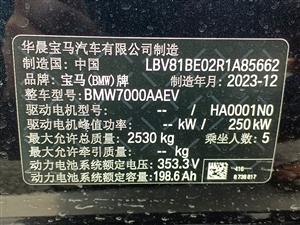 华晨宝马汽车有限公司制造
制造国: 中国 LBV81BE02R1A85662
品牌: 宝马(BMW)牌 2023-12
整车型号: BMW7000AAEV
驱动电机型号: HA0001N0
驱动电机峰值功率: */- kW / 250 kW
最大允许总质量: 2530 kg 乘坐人数: 5
最大允许牵引质量: - kg
动力电池系统额定电压: 353.3 V
动力电池系统额定容量: 198.6 Ah